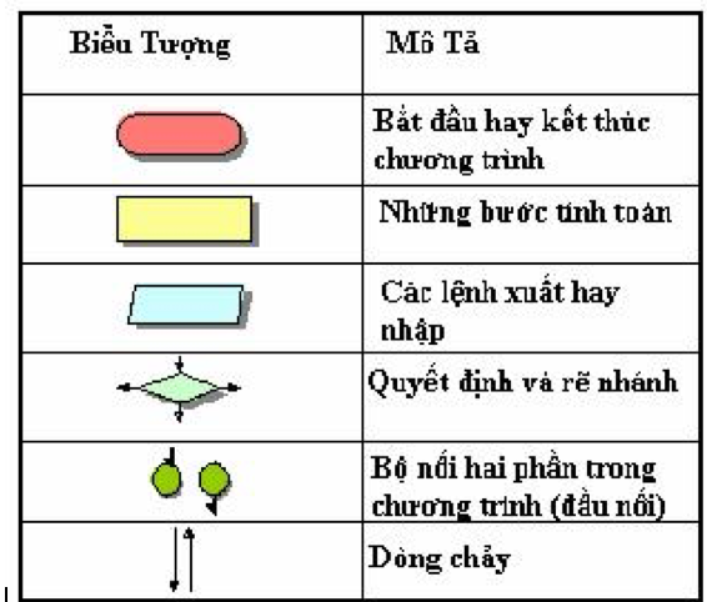 Biểu Tượng
Mô Tả
Bắt đầu hay kết thúc
chương trình
Những bước tính toán
Các lệnh xuất hay
nhập
Quyết định và rẽ nhánh
Bộ nối hai phần trong
chương trình (đầu nối)
Dòng chảy